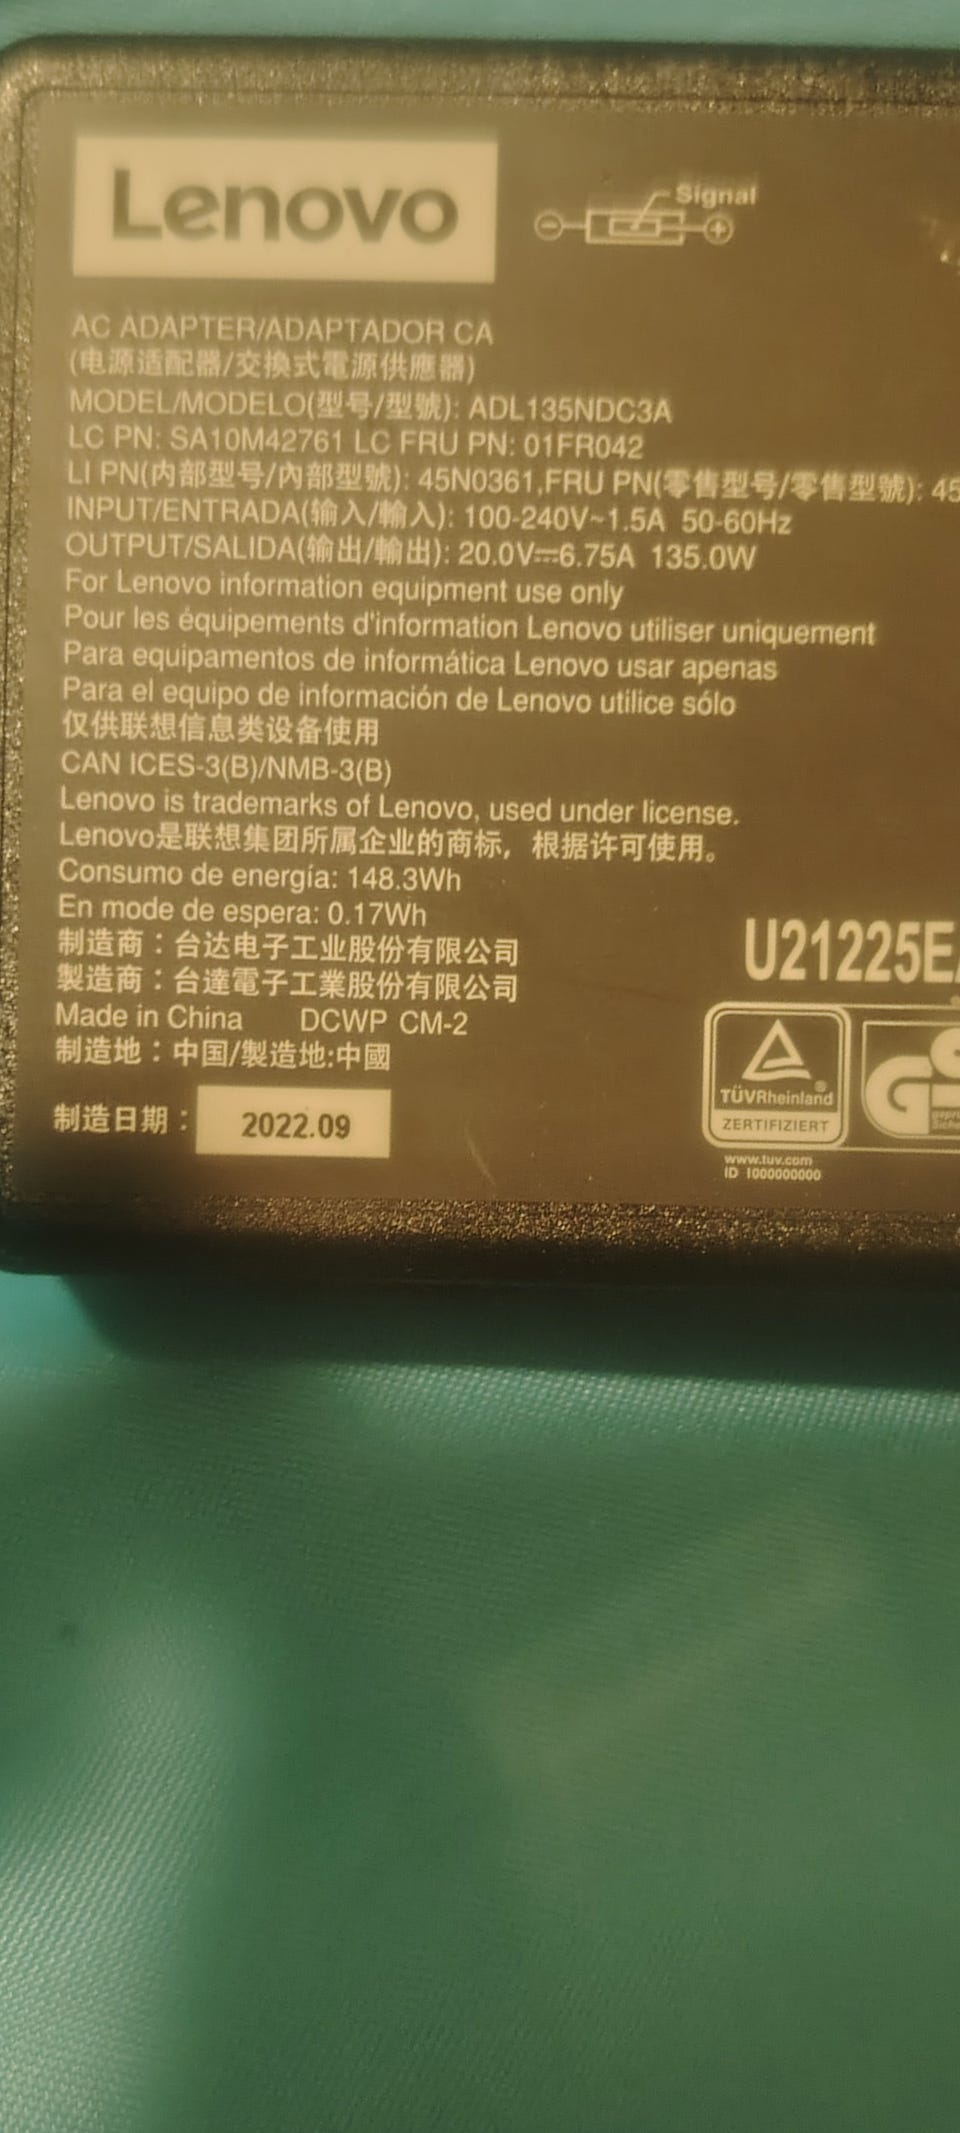 Lenovo
Signal
AC ADAPTER/ADAPTADOR CA
(电源适配器/交換式電源供應器)
MODEL/MODELO(型号/型號): ADL135NDC3A
LC PN: SA10M42761 LC FRU PN: 01FR042
LI PN(内部型号/內部型號): 45N0361,FRU PN(零售型号/零售型號): 45
INPUT/ENTRADA(输入/輸入): 100-240V~1.5A 50-60Hz
OUTPUT/SALIDA(输出/輸出): 20.0V⎓6.75A 135.0W
For Lenovo information equipment use only
Pour les équipements d'information Lenovo utiliser uniquement
Para equipamentos de informática Lenovo usar apenas
Para el equipo de información de Lenovo utilice sólo
仅供联想信息类设备使用
CAN ICES-3(B)/NMB-3(B)
Lenovo is trademarks of Lenovo, used under license.
Lenovo是联想集团所属企业的商标，根据许可使用。
Consumo de energía: 148.3Wh
En mode de espera: 0.17Wh
制造商：台达电子工业股份有限公司
製造商：台達電子工業股份有限公司
Made in China DCWP CM-2
制造地：中国/製造地:中國
制造日期：2022.09
U21225E
TÜVRheinland®
ZERTIFIZIERT
www.tuv.com
ID 1000000000
GS